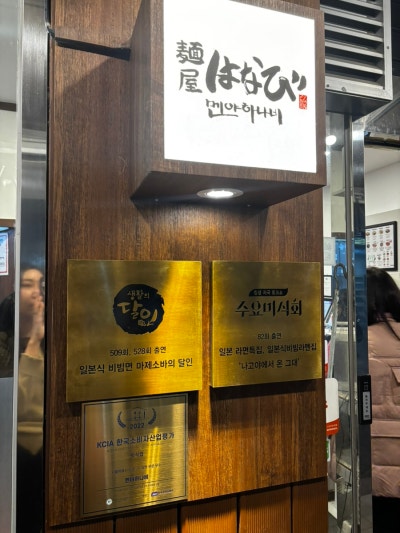 麺屋はなび
멘야하나비
생활의
달인
509회, 528회 출연
일본식 비빔면 마제소바의 달인
수요미식회
92회 출연
일본 라멘특집, 일본식비빔라멘집
"나고야에서 온 그대"
2022
KCIA 한국소비자산업평가